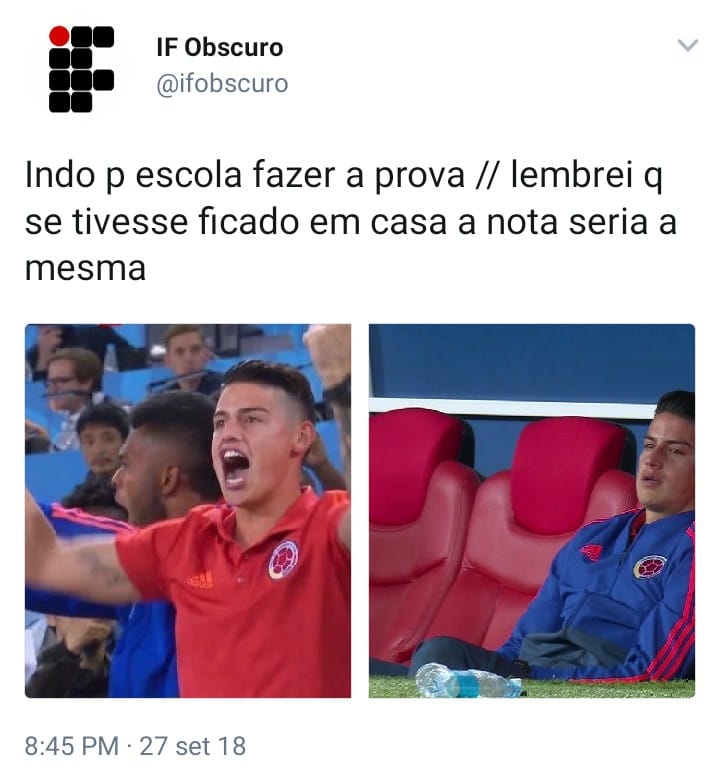 IF Obscuro
@ifobscuro
Indo p escola fazer a prova // lembrei q
se tivesse ficado em casa a nota seria a
mesma
8:45 PM · 27 set 18